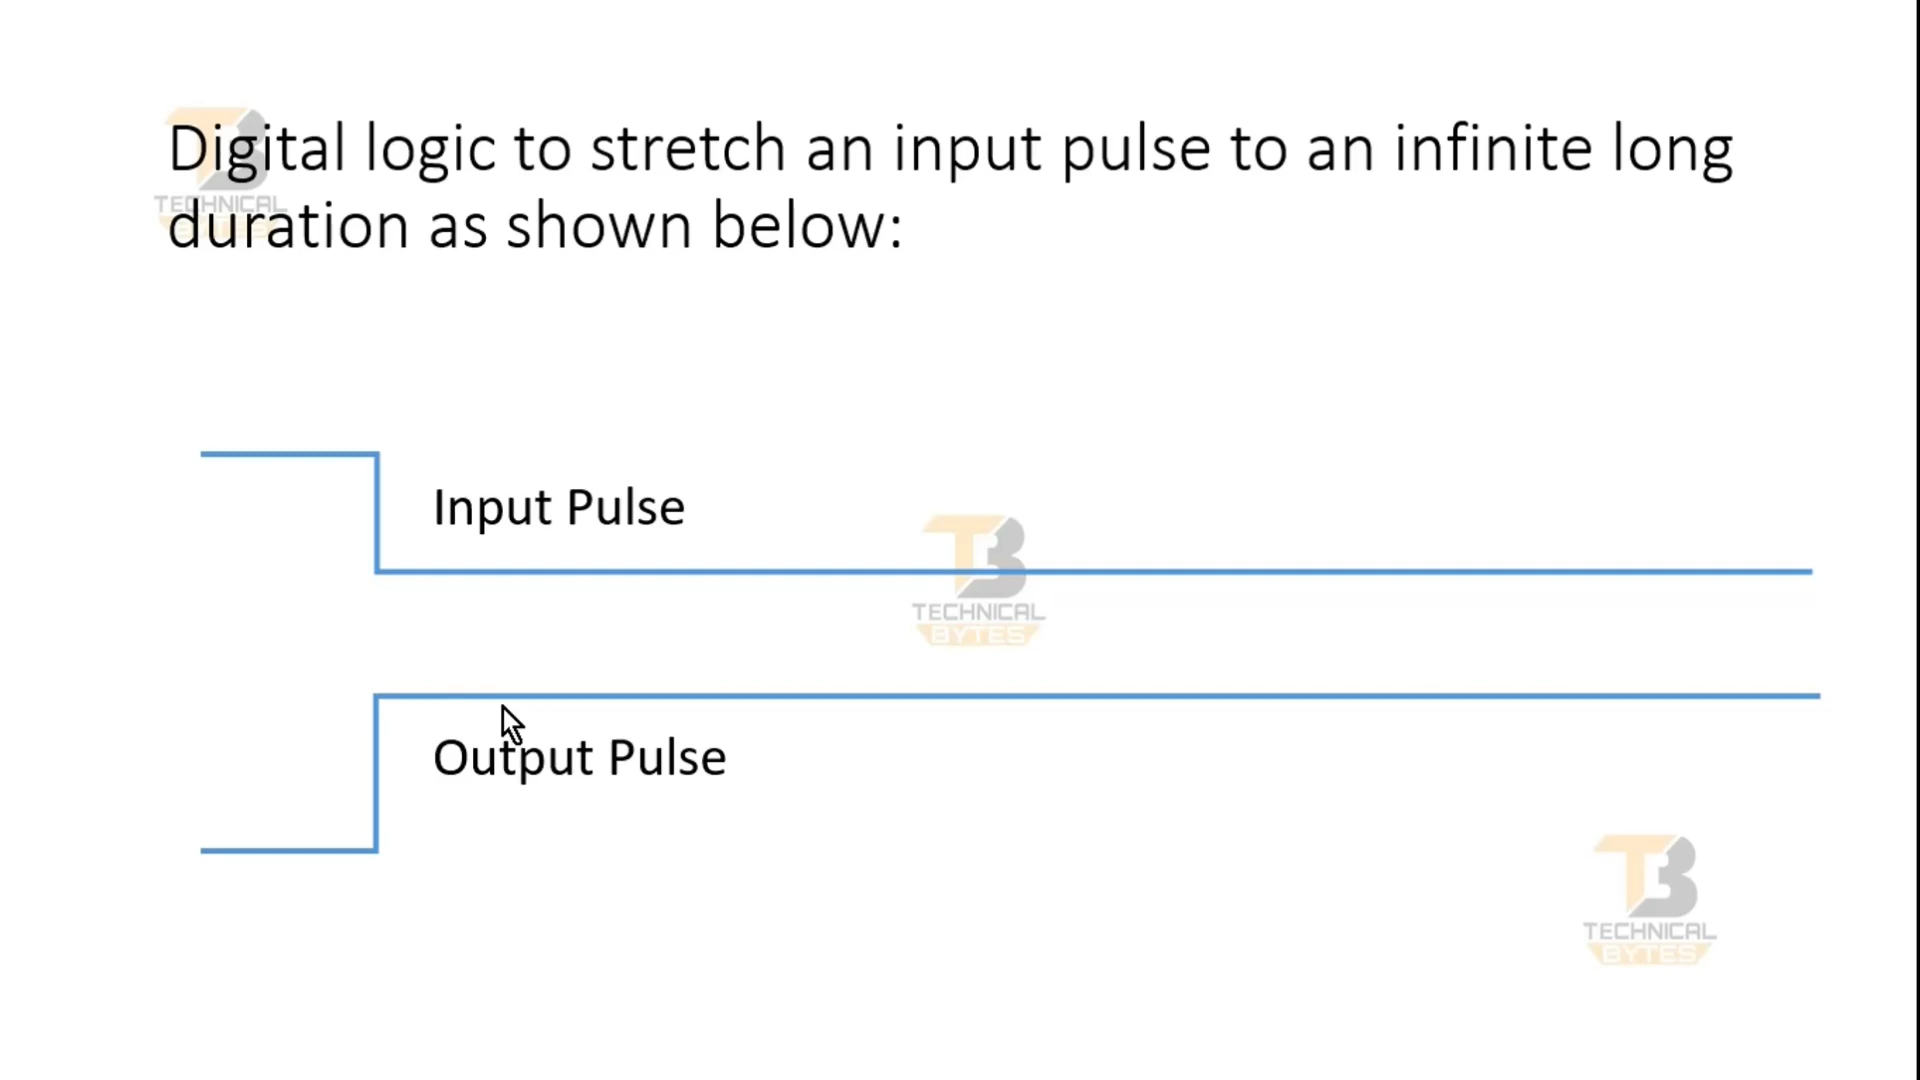 Digital logic to stretch an input pulse to an infinite long
duration as shown below:
TECHNICAL
Input Pulse
TECHNICAL
BYTES
Output Pulse
TECHNICAL
BYTES